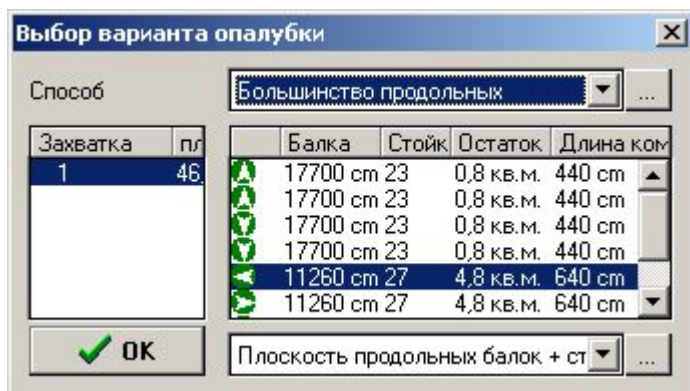 Выбор варианта опалубки
Способ
Большинство продольных
...
Захватка пл
1 46,
Балка Стойк Остаток Длина ком
17700 cm 23 0,8 кв.м. 440 cm
17700 cm 23 0,8 кв.м. 440 cm
17700 cm 23 0,8 кв.м. 440 cm
17700 cm 23 0,8 кв.м. 440 cm
11260 cm 27 4,8 кв.м. 640 cm
11260 cm 27 4,8 кв.м. 640 cm
OK
Плоскость продольных балок + ст
...